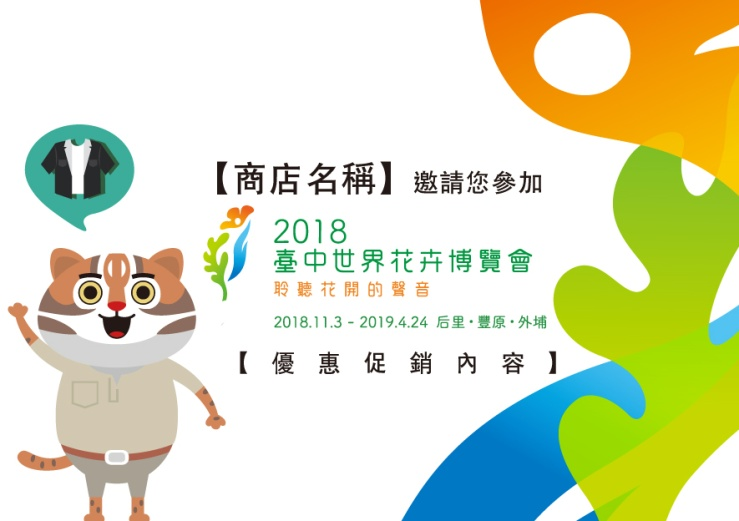 【商店名稱】邀請您參加
2018
臺中世界花卉博覽會
聆聽花開的聲音
2018.11.3 - 2019.4.24 后里・豐原・外埔
【優惠促銷內容】